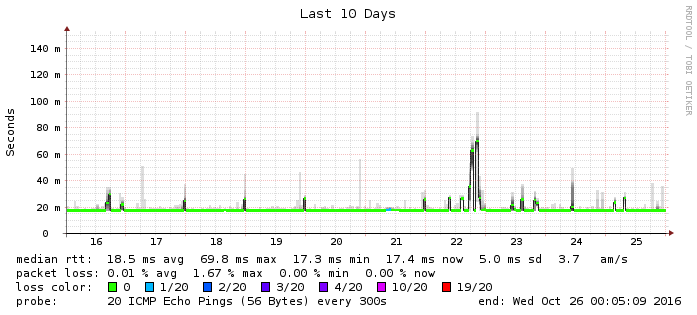 Last 10 Days
RRDTOOL / TOBI OETIKER
Seconds
140 m
120 m
100 m
80 m
60 m
40 m
20 m
0
16 17 18 19 20 21 22 23 24 25
median rtt: 18.5 ms avg 69.8 ms max 17.3 ms min 17.4 ms now 5.0 ms sd 3.7 am/s
packet loss: 0.01 % avg 1.67 % max 0.00 % min 0.00 % now
loss color: 0 1/20 2/20 3/20 4/20 10/20 19/20
probe: 20 ICMP Echo Pings (56 Bytes) every 300s end: Wed Oct 26 00:05:09 2016